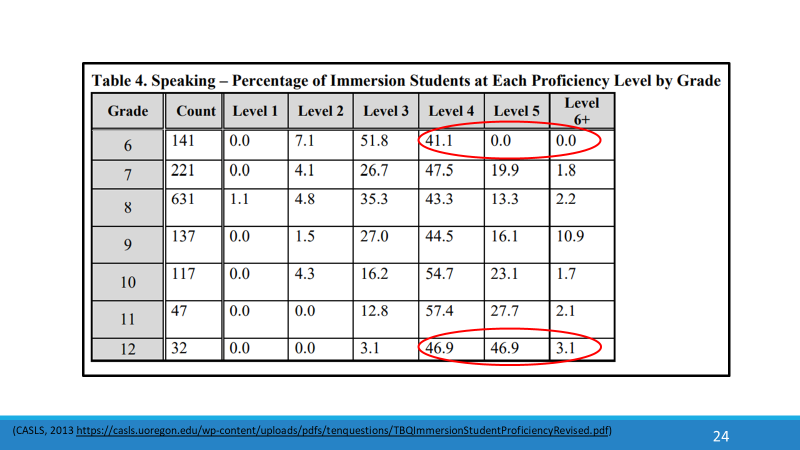 Table 4. Speaking – Percentage of Immersion Students at Each Proficiency Level by Grade
Grade Count Level 1 Level 2 Level 3 Level 4 Level 5 Level 6+
6 141 0.0 7.1 51.8 41.1 0.0 0.0
7 221 0.0 4.1 26.7 47.5 19.9 1.8
8 631 1.1 4.8 35.3 43.3 13.3 2.2
9 137 0.0 1.5 27.0 44.5 16.1 10.9
10 117 0.0 4.3 16.2 54.7 23.1 1.7
11 47 0.0 0.0 12.8 57.4 27.7 2.1
12 32 0.0 0.0 3.1 46.9 46.9 3.1
(CASLS, 2013 https://casls.uoregon.edu/wp-content/uploads/pdfs/tenquestions/TBQImmersionStudentProficiencyRevised.pdf)
24